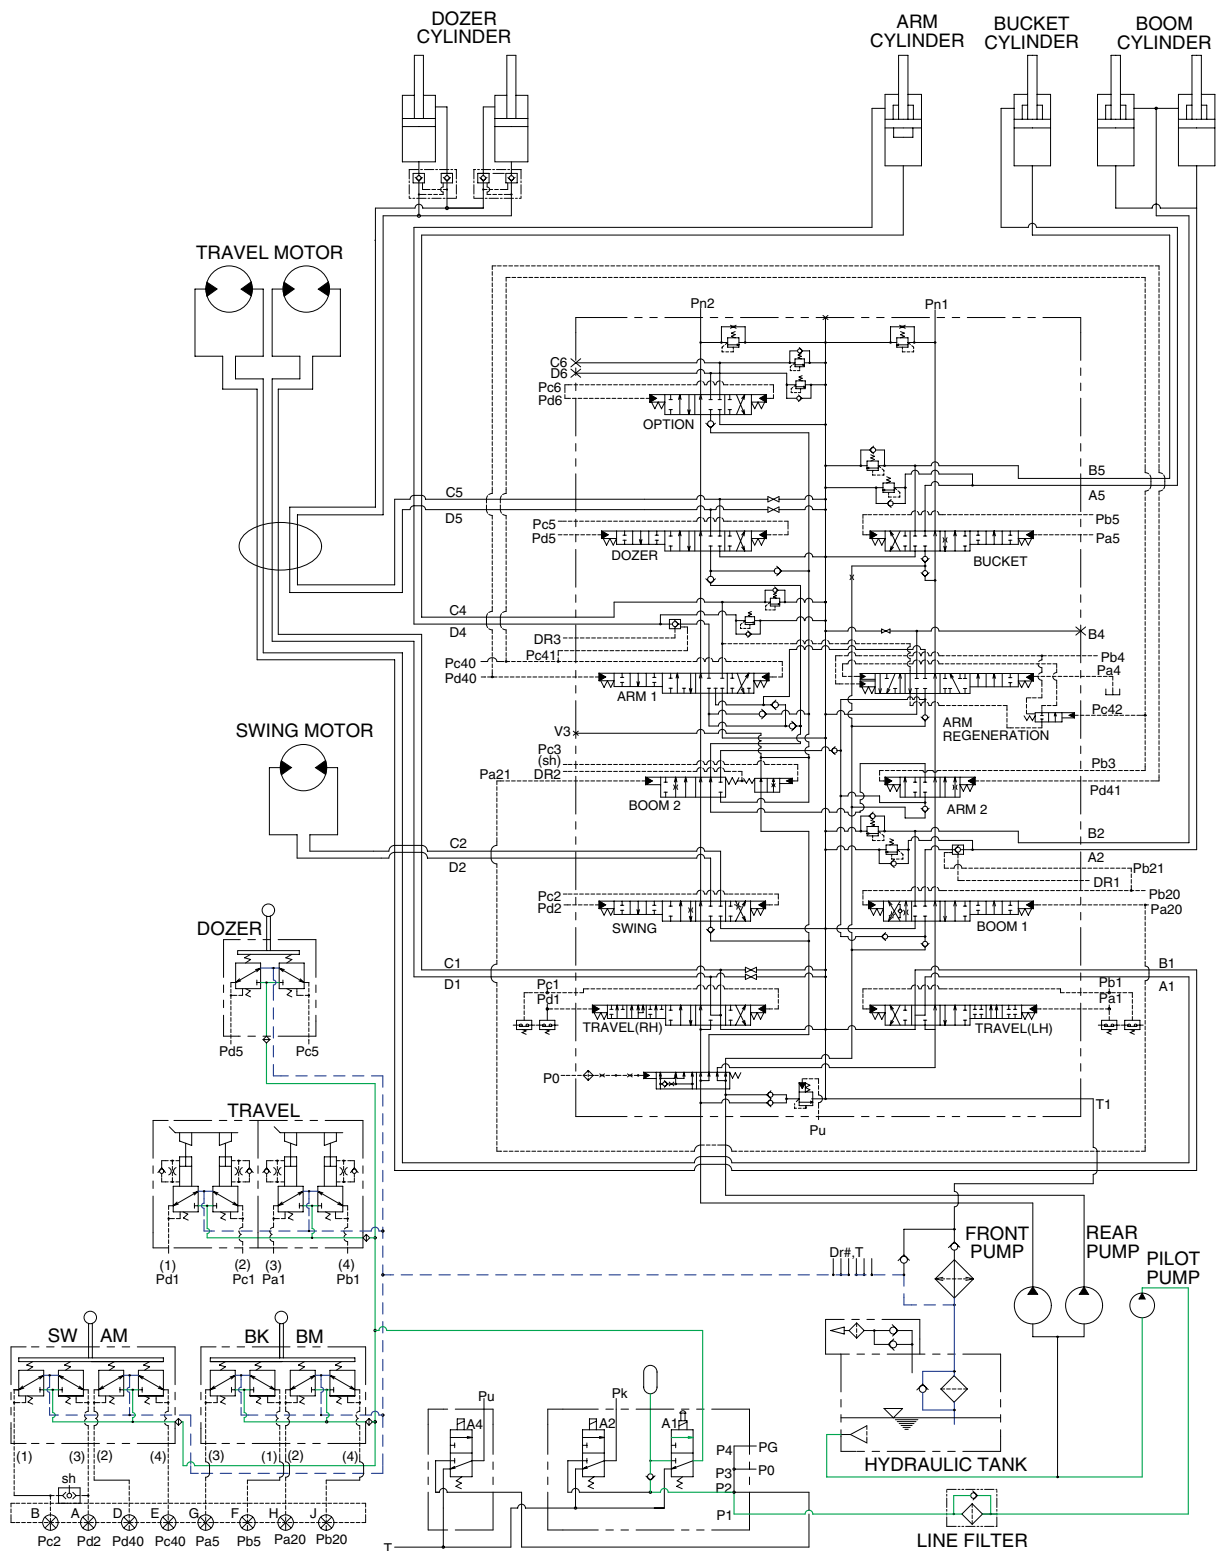 DOZER
CYLINDER
ARM
CYLINDER
BUCKET
CYLINDER
BOOM
CYLINDER
TRAVEL MOTOR
Pn2
Pn1
C6
D6
Pc6
Pd6
OPTION
C5
D5
B5
A5
Pc5
Pd5
DOZER
Pb5
Pa5
BUCKET
C4
D4
DR3
Pc41
B4
Pc40
Pd40
ARM 1
Pb4
Pa4
Pc42
ARM
REGENERATION
SWING MOTOR
V3
Pc3
(sh)
DR2
Pa21
BOOM 2
Pb3
Pd41
ARM 2
C2
D2
B2
A2
Pb21
DR1
Pc2
Pd2
SWING
Pb20
Pa20
BOOM 1
DOZER
C1
D1
B1
A1
Pc1
Pd1
TRAVEL(RH)
Pb1
Pa1
TRAVEL(LH)
Pd5
Pc5
P0
T1
Pu
TRAVEL
(1)
Pd1
(2)
Pc1
(3)
Pa1
(4)
Pb1
Dr#,T
FRONT
PUMP
REAR
PUMP
PILOT
PUMP
SW AM
BK BM
Pu
A4
Pk
A2
A1
P4
P3
P2
P1
PG
P0
HYDRAULIC TANK
LINE FILTER
(1)
(3)
(2)
(4)
(3)
(1)
(2)
(4)
sh
B
A
D
E
G
F
H
J
Pc2
Pd2
Pd40
Pc40
Pa5
Pb5
Pa20
Pb20
T
T